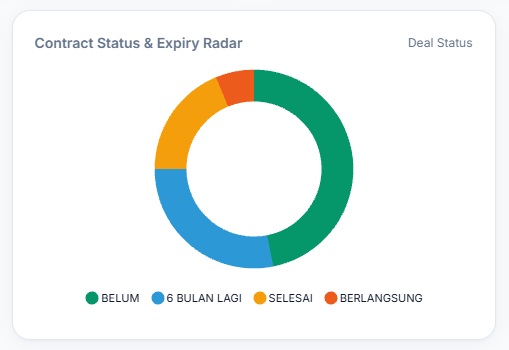 Contract Status & Expiry Radar
Deal Status
BELUM
6 BULAN LAGI
SELESAI
BERLANGSUNG